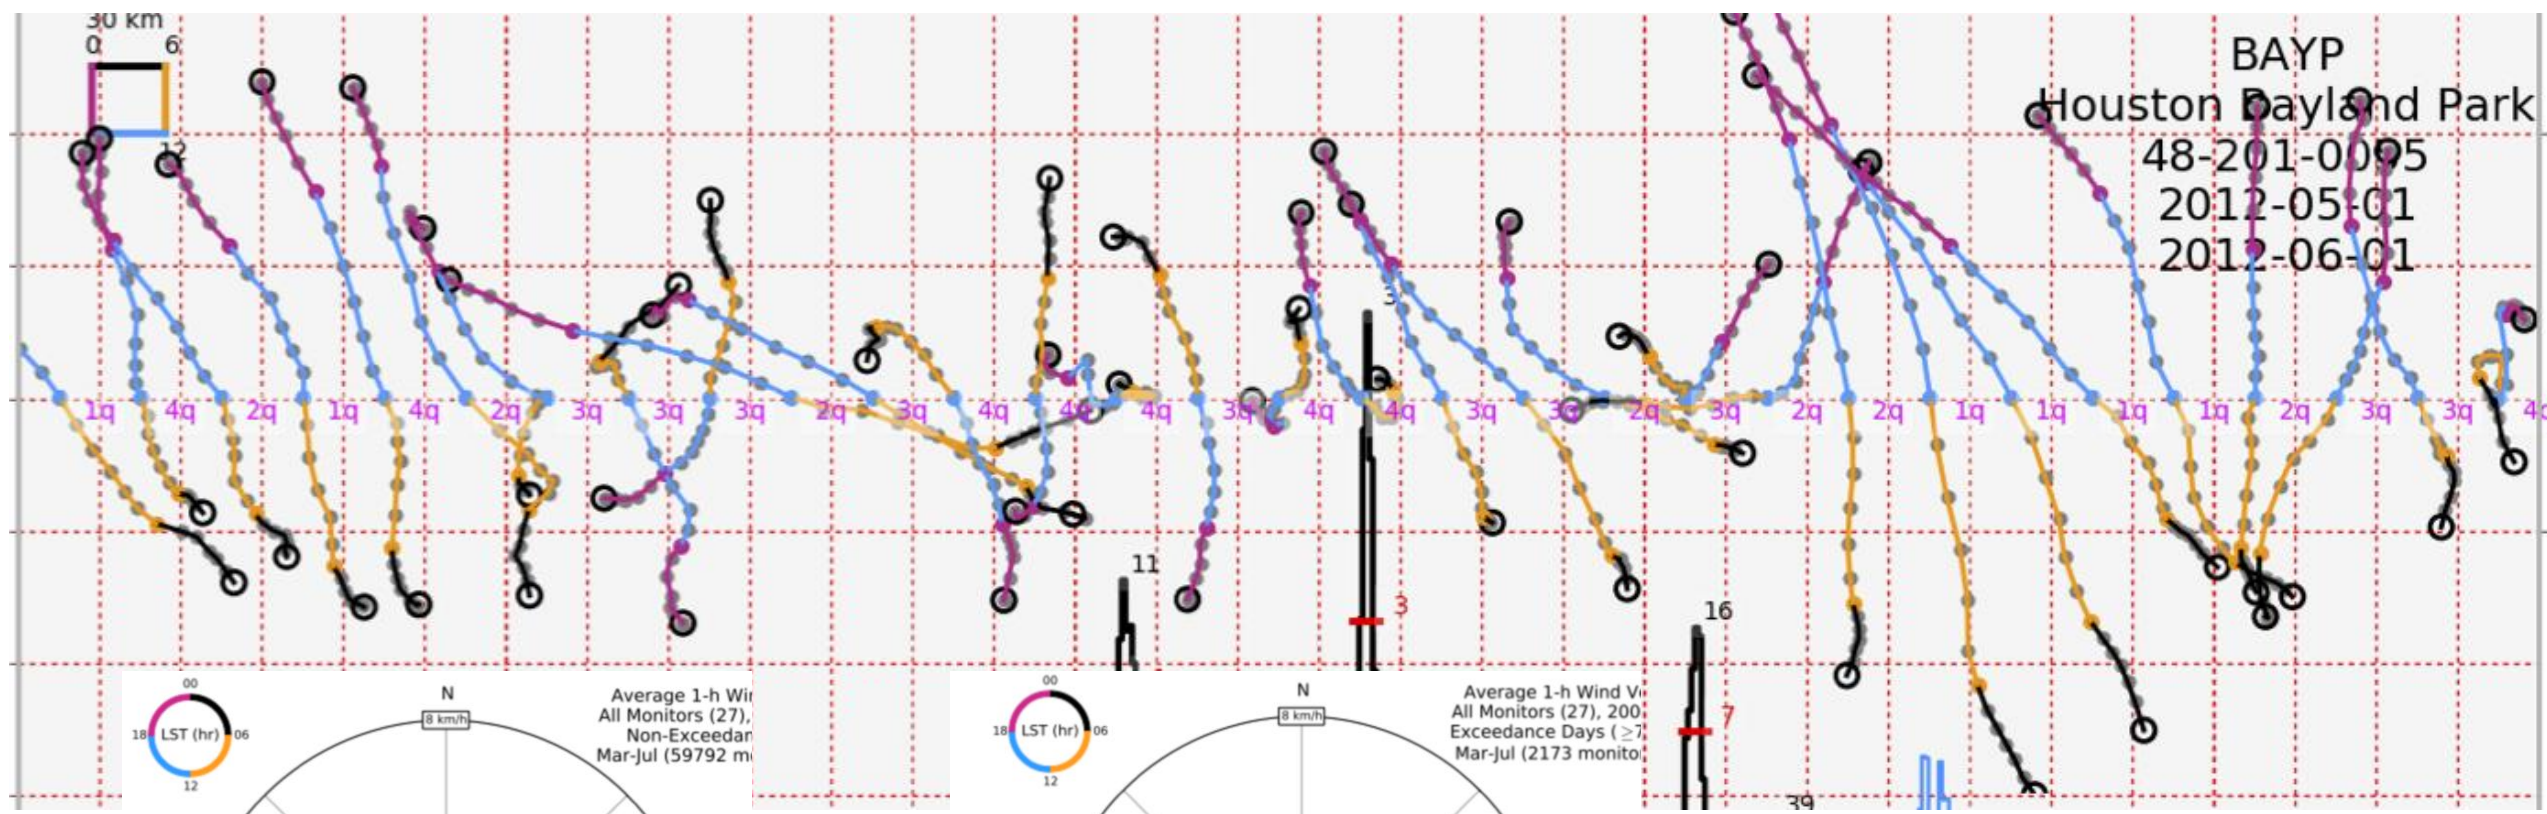 30 km
0 6
12
BAYP
Houston Bayland Park
48-201-0095
2012-05-01
2012-06-01
3
1q 4q 2q 1q 4q 2q 3q 3q 3q 2q 3q 4q 4q 4q 3q 4q 4q 3q 3q 2q 3q 2q 2q 1q 1q 1q 1q 2q 3q 3q 4q
11
3
16
7
39
00
18 LST (hr) 06
12
N
8 km/h
Average 1-h Wi
All Monitors (27),
Non-Exceedan
Mar-Jul (59792 m
00
18 LST (hr) 06
12
N
8 km/h
Average 1-h Wind V
All Monitors (27), 200
Exceedance Days (≥7
Mar-Jul (2173 monito